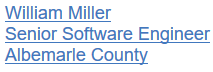 William Miller
Senior Software Engineer
Albemarle County